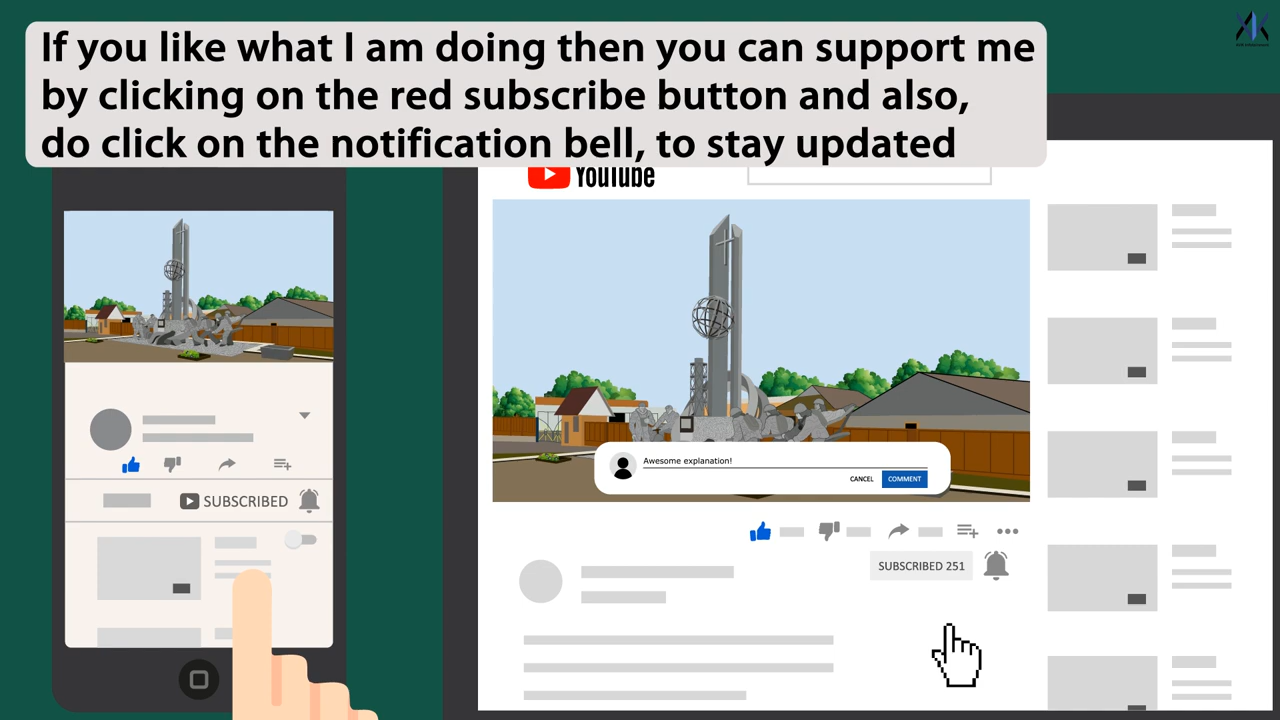 If you like what I am doing then you can support me
by clicking on the red subscribe button and also,
do click on the notification bell, to stay updated
YouTube
Awesome explanation!
CANCEL
COMMENT
SUBSCRIBED
SUBSCRIBED 251